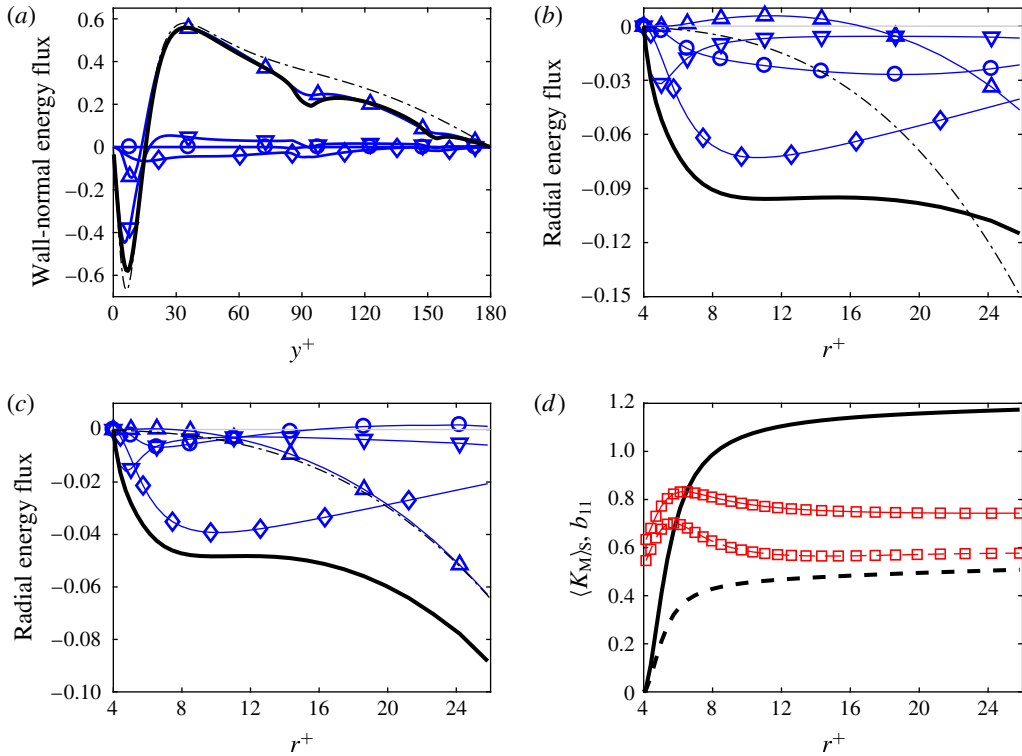 (a)
Wall-normal energy flux
0.6
0.4
0.2
0
−0.2
−0.4
−0.6
0 30 60 90 120 150 180
y+
(b)
Radial energy flux
0
−0.03
−0.06
−0.09
−0.12
−0.15
4 8 12 16 20 24
r+
(c)
Radial energy flux
0
−0.02
−0.04
−0.06
−0.08
−0.10
4 8 12 16 20 24
r+
(d)
⟨K_M⟩_S, b_11
1.2
1.0
0.8
0.6
0.4
0.2
0
4 8 12 16 20 24
r+